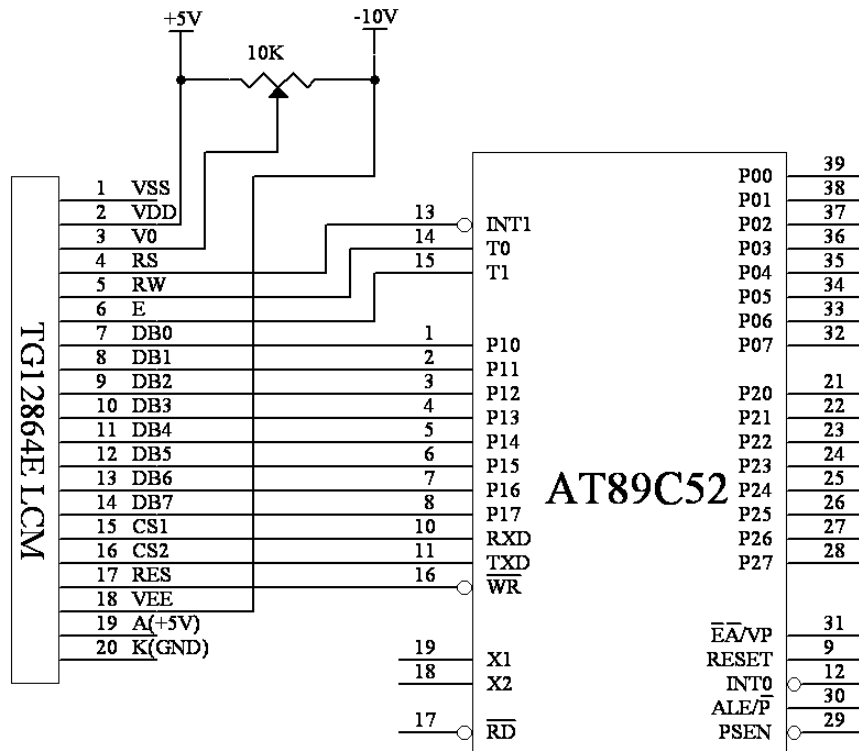 +5V
-10V
10K
TG12864E LCM
1 VSS
2 VDD
3 V0
4 RS
5 RW
6 E
7 DB0
8 DB1
9 DB2
10 DB3
11 DB4
12 DB5
13 DB6
14 DB7
15 CS1
16 CS2
17 RES
18 VEE
19 A(+5V)
20 K(GND)
13 INT1
14 T0
15 T1
1 P10
2 P11
3 P12
4 P13
5 P14
6 P15
7 P16
8 P17
10 RXD
11 TXD
16 WR
19 X1
18 X2
17 RD
AT89C52
P00 39
P01 38
P02 37
P03 36
P04 35
P05 34
P06 33
P07 32
P20 21
P21 22
P22 23
P23 24
P24 25
P25 26
P26 27
P27 28
EA/VP 31
RESET 9
INT0 12
ALE/P 30
PSEN 29